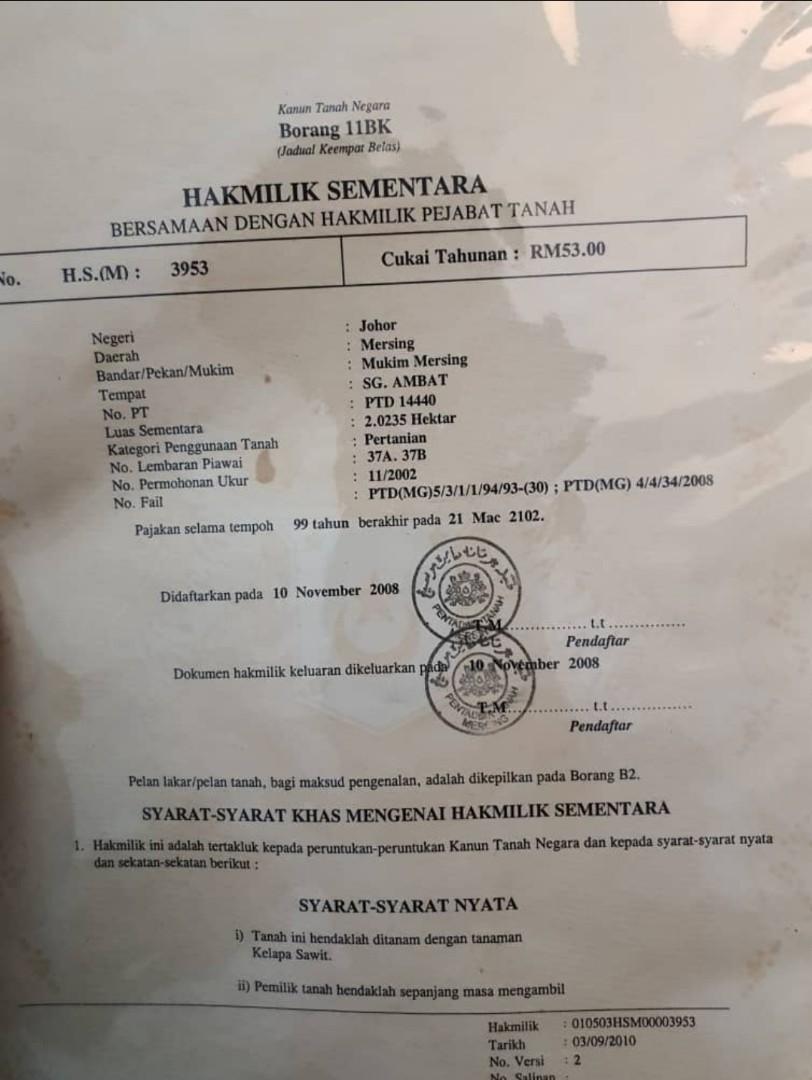 Kanun Tanah Negara
Borang 11BK
(Jadual Keempat Belas)
HAKMILIK SEMENTARA
BERSAMAAN DENGAN HAKMILIK PEJABAT TANAH
No. H.S.(M) : 3953 Cukai Tahunan : RM53.00
Negeri : Johor
Daerah : Mersing
Bandar/Pekan/Mukim : Mukim Mersing
Tempat : SG. AMBAT
No. PT : PTD 14440
Luas Sementara : 2.0235 Hektar
Kategori Penggunaan Tanah : Pertanian
No. Lembaran Piawai : 37A. 37B
No. Permohonan Ukur : 11/2002
No. Fail : PTD(MG)5/3/1/1/94/93-(30) ; PTD(MG) 4/4/34/2008
Pajakan selama tempoh 99 tahun berakhir pada 21 Mac 2102.
Didaftarkan pada 10 November 2008
PENTADBIR TANAH
T.M............... t.t ...............
Pendaftar
Dokumen hakmilik keluaran dikeluarkan pada 10 November 2008
PENTADBIR TANAH
MERSING
T.M............... t.t ...............
Pendaftar
Pelan lakar/pelan tanah, bagi maksud pengenalan, adalah dikepilkan pada Borang B2.
SYARAT-SYARAT KHAS MENGENAI HAKMILIK SEMENTARA
1. Hakmilik ini adalah tertakluk kepada peruntukan-peruntukan Kanun Tanah Negara dan kepada syarat-syarat nyata
dan sekatan-sekatan berikut :
SYARAT-SYARAT NYATA
i) Tanah ini hendaklah ditanam dengan tanaman
Kelapa Sawit.
ii) Pemilik tanah hendaklah sepanjang masa mengambil
Hakmilik : 010503HSM00003953
Tarikh : 03/09/2010
No. Versi : 2
No. Salinan :